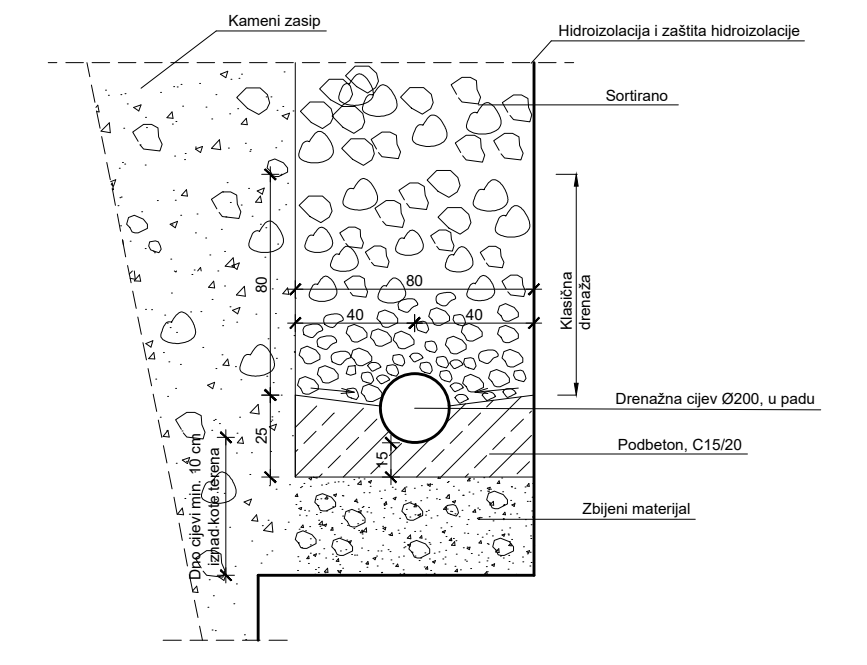 Kameni zasip
Hidroizolacija i zaštita hidroizolacije
Sortirano
80
80
40
40
Klasična
drenaža
Drenažna cijev Ø200, u padu
25
15
Podbeton, C15/20
Dno cijevi min. 10 cm
iznad kote terena
Zbijeni materijal